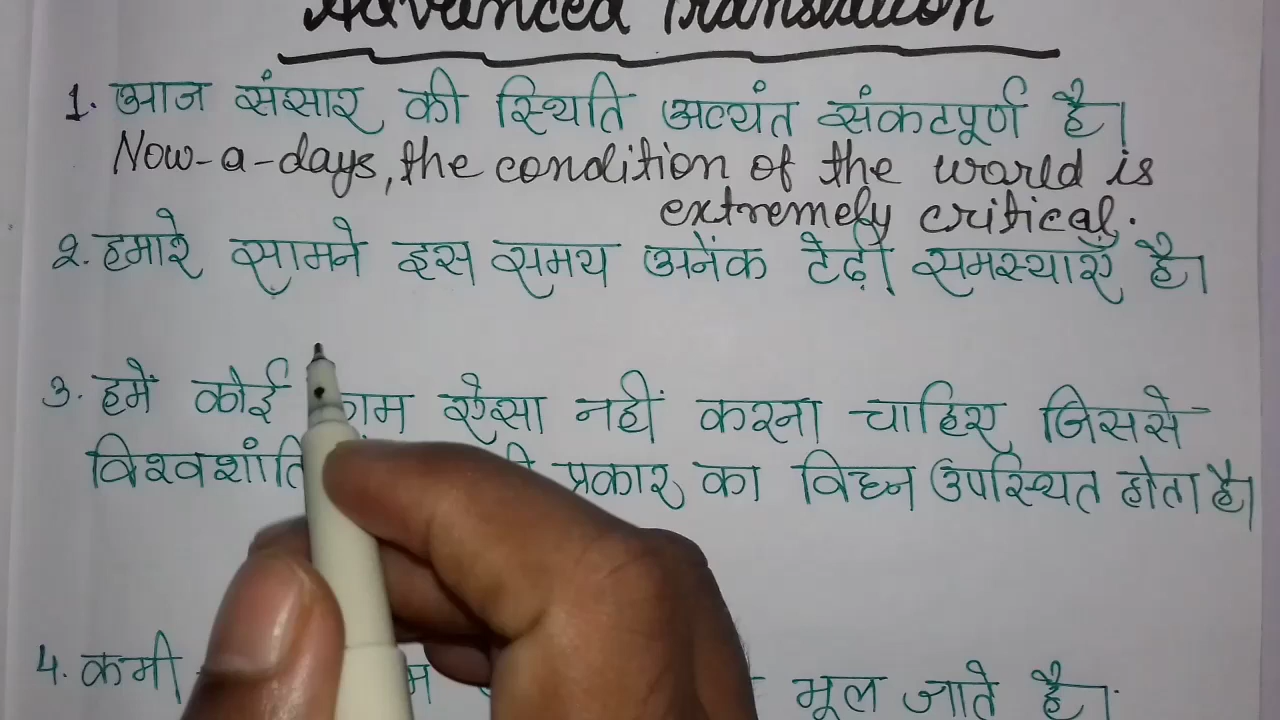 Advanced Translation
1. आज संसार की स्थिति अत्यंत संकटपूर्ण है।
Now-a-days, the condition of the world is
extremely critical.
2. हमारे सामने इस समय अनेंक टेढ़ी समस्याएँ है।
3. हमें कोई काम ऐसा नहीं करना चाहिए जिससे
विश्वशांति प्रकार का विघ्न उपस्थित होता है।
4. कमी मूल जाते है।